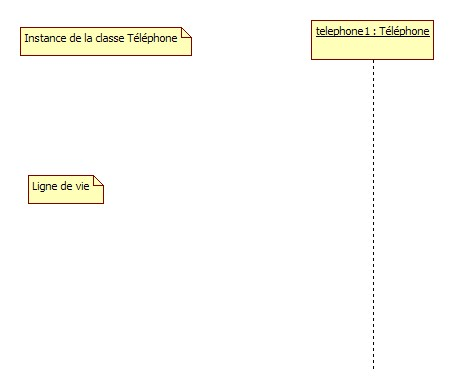 Instance de la classe Téléphone
telephone1 : Téléphone
Ligne de vie